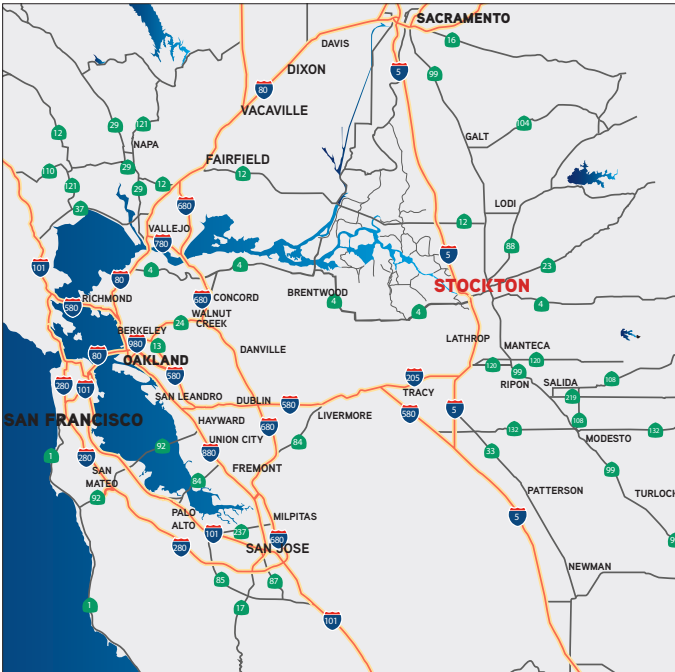 SACRAMENTO
16
DAVIS
5
99
DIXON
80
VACAVILLE
29
121
12
104
GALT
NAPA
FAIRFIELD
110
29
12
121
29
12
LODI
37
680
12
VALLEJO
780
88
5
101
80
4
4
23
STOCKTON
BRENTWOOD
RICHMOND
680
CONCORD
4
4
4
580
WALNUT
CREEK
24
BERKELEY
980
13
LATHROP
MANTECA
80
OAKLAND
DANVILLE
120
120
99
205
580
280
101
RIPON
SALIDA
108
TRACY
SAN LEANDRO
DUBLIN
580
219
580
5
SAN FRANCISCO
HAYWARD
680
LIVERMORE
108
132
132
UNION CITY
84
MODESTO
92
880
33
1
280
SAN
MATEO
FREMONT
99
84
92
PATTERSON
TURLOCK
PALO
ALTO
MILPITAS
5
101
237
680
280
SAN JOSE
NEWMAN
85
87
1
17
101